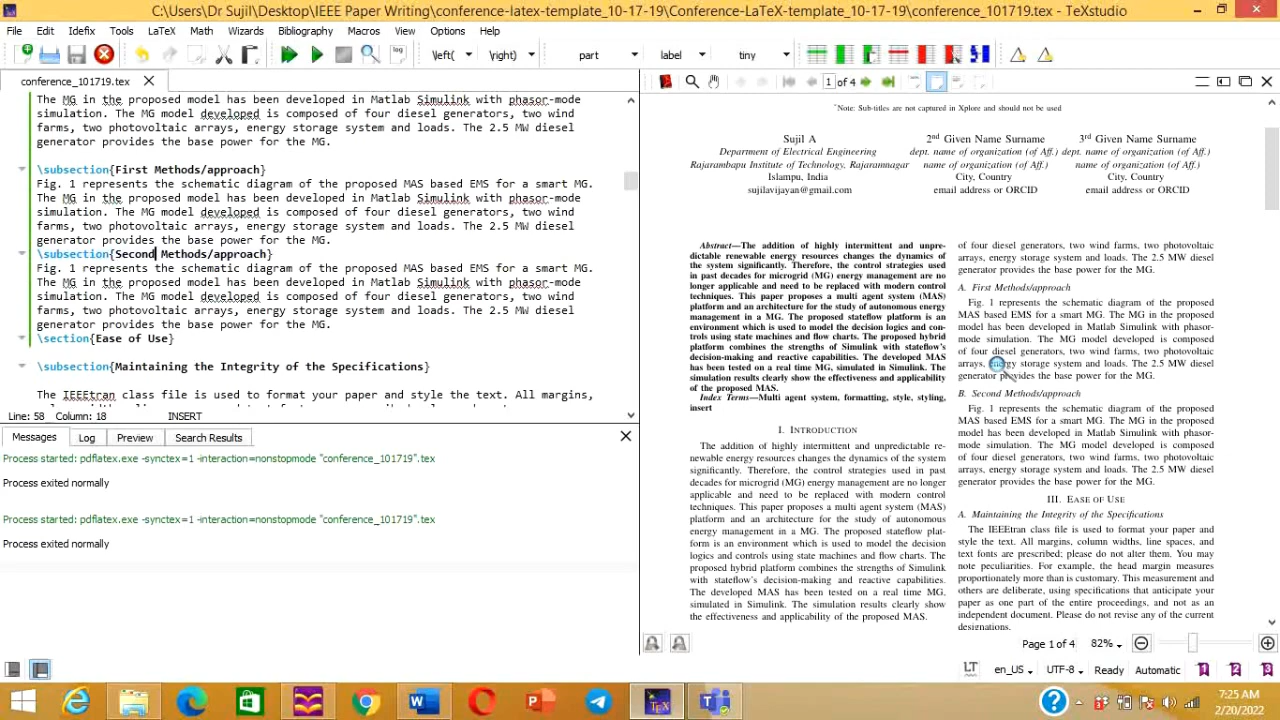 C:\Users\Dr Sujil\Desktop\IEEE Paper Writing\conference-latex-template_10-17-19\Conference-LaTeX-template_10-17-19\conference_101719.tex - TeXstudio
File Edit Idefix Tools LaTeX Math Wizards Bibliography Macros View Options Help
\left( \right) part label tiny
conference_101719.tex
1 of 4
The MG in the proposed model has been developed in Matlab Simulink with phasor-mode
simulation. The MG model developed is composed of four diesel generators, two wind
farms, two photovoltaic arrays, energy storage system and loads. The 2.5 MW diesel
generator provides the base power for the MG.
\subsection{First Methods/approach}
Fig. 1 represents the schematic diagram of the proposed MAS based EMS for a smart MG.
The MG in the proposed model has been developed in Matlab Simulink with phasor-mode
simulation. The MG model developed is composed of four diesel generators, two wind
farms, two photovoltaic arrays, energy storage system and loads. The 2.5 MW diesel
generator provides the base power for the MG.
\subsection{Second Methods/approach}
Fig. 1 represents the schematic diagram of the proposed MAS based EMS for a smart MG.
The MG in the proposed model has been developed in Matlab Simulink with phasor-mode
simulation. The MG model developed is composed of four diesel generators, two wind
farms, two photovoltaic arrays, energy storage system and loads. The 2.5 MW diesel
generator provides the base power for the MG.
\section{Ease of Use}
\subsection{Maintaining the Integrity of the Specifications}
The IEEEtran class file is used to format your paper and style the text. All margins,
Line: 58 Column: 18 INSERT
Messages Log Preview Search Results
Process started: pdflatex.exe -synctex=1 -interaction=nonstopmode "conference_101719".tex
Process exited normally
Process started: pdflatex.exe -synctex=1 -interaction=nonstopmode "conference_101719".tex
Process exited normally
*Note: Sub-titles are not captured in Xplore and should not be used
Sujil A
Department of Electrical Engineering
Rajarambapu Institute of Technology, Rajaramnagar
Islampu, India
sujilavijayan@gmail.com
2nd Given Name Surname
dept. name of organization (of Aff.)
name of organization (of Aff.)
City, Country
email address or ORCID
3rd Given Name Surname
dept. name of organization (of Aff.)
name of organization (of Aff.)
City, Country
email address or ORCID
Abstract—The addition of highly intermittent and unpre-
dictable renewable energy resources changes the dynamics of
the system significantly. Therefore, the control strategies used
in past decades for microgrid (MG) energy management are no
longer applicable and need to be replaced with modern control
techniques. This paper proposes a multi agent system (MAS)
platform and an architecture for the study of autonomous energy
management in a MG. The proposed stateflow platform is an
environment which is used to model the decision logics and con-
trols using state machines and flow charts. The proposed hybrid
platform combines the strengths of Simulink with stateflow's
decision-making and reactive capabilities. The developed MAS
has been tested on a real time MG, simulated in Simulink. The
simulation results clearly show the effectiveness and applicability
of the proposed MAS.
Index Terms—Multi agent system, formatting, style, styling,
insert
I. INTRODUCTION
The addition of highly intermittent and unpredictable re-
newable energy resources changes the dynamics of the system
significantly. Therefore, the control strategies used in past
decades for microgrid (MG) energy management are no longer
applicable and need to be replaced with modern control
techniques. This paper proposes a multi agent system (MAS)
platform and an architecture for the study of autonomous
energy management in a MG. The proposed stateflow plat-
form is an environment which is used to model the decision
logics and controls using state machines and flow charts. The
proposed hybrid platform combines the strengths of Simulink
with stateflow's decision-making and reactive capabilities.
The developed MAS has been tested on a real time MG,
simulated in Simulink. The simulation results clearly show
the effectiveness and applicability of the proposed MAS.
of four diesel generators, two wind farms, two photovoltaic
arrays, energy storage system and loads. The 2.5 MW diesel
generator provides the base power for the MG.
A. First Methods/approach
Fig. 1 represents the schematic diagram of the proposed
MAS based EMS for a smart MG. The MG in the proposed
model has been developed in Matlab Simulink with phasor-
mode simulation. The MG model developed is composed
of four diesel generators, two wind farms, two photovoltaic
arrays, energy storage system and loads. The 2.5 MW diesel
generator provides the base power for the MG.
B. Second Methods/approach
Fig. 1 represents the schematic diagram of the proposed
MAS based EMS for a smart MG. The MG in the proposed
model has been developed in Matlab Simulink with phasor-
mode simulation. The MG model developed is composed
of four diesel generators, two wind farms, two photovoltaic
arrays, energy storage system and loads. The 2.5 MW diesel
generator provides the base power for the MG.
III. EASE OF USE
A. Maintaining the Integrity of the Specifications
The IEEEtran class file is used to format your paper and
style the text. All margins, column widths, line spaces, and
text fonts are prescribed; please do not alter them. You may
note peculiarities. For example, the head margin measures
proportionately more than is customary. This measurement and
others are deliberate, using specifications that anticipate your
paper as one part of the entire proceedings, and not as an
independent document. Please do not revise any of the current
designations.
Page 1 of 4 82%
LT en_US UTF-8 Ready Automatic 1 2 3
7:25 AM
2/20/2022